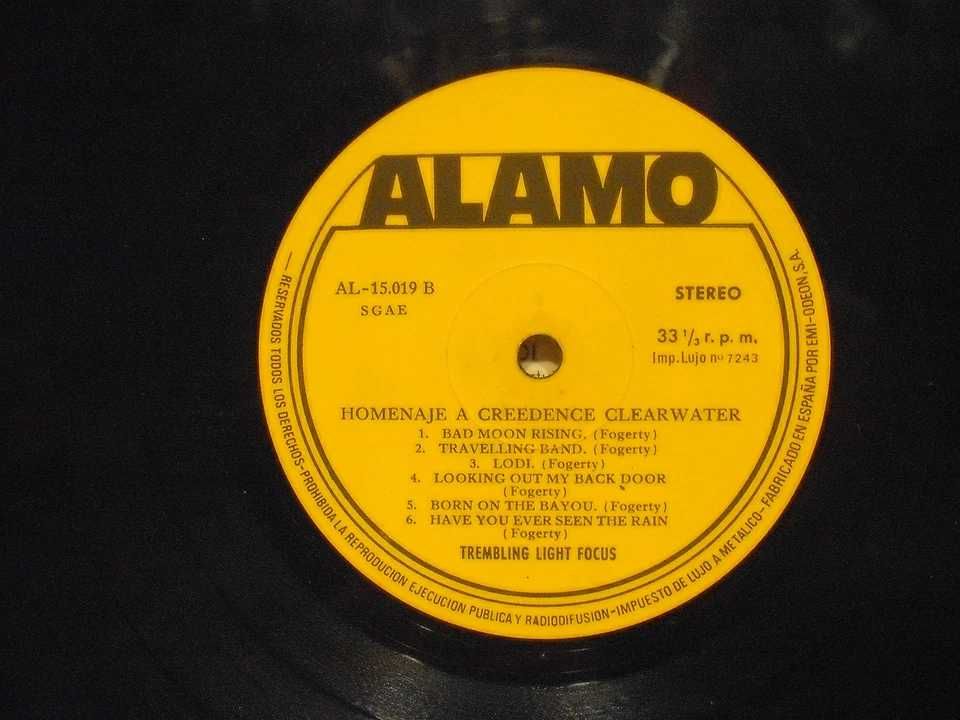 ALAMO
AL-15.019 B
SGAE
STEREO
33 1/3 r. p. m.
Imp. Lujo nº 7243
HOMENAJE A CREEDENCE CLEARWATER
1. BAD MOON RISING. (Fogerty)
2. TRAVELLING BAND. (Fogerty)
3. LODI. (Fogerty)
4. LOOKING OUT MY BACK DOOR
(Fogerty)
5. BORN ON THE BAYOU. (Fogerty)
6. HAVE YOU EVER SEEN THE RAIN
(Fogerty)
TREMBLING LIGHT FOCUS
— RESERVADOS TODOS LOS DERECHOS-PROHIBIDA LA REPRODUCION EJECUCION PUBLICA Y RADIODIFUSION-IMPUESTO DE LUJO A METALICO-FABRICADO EN ESPAÑA POR EMI-ODEON, S.A.